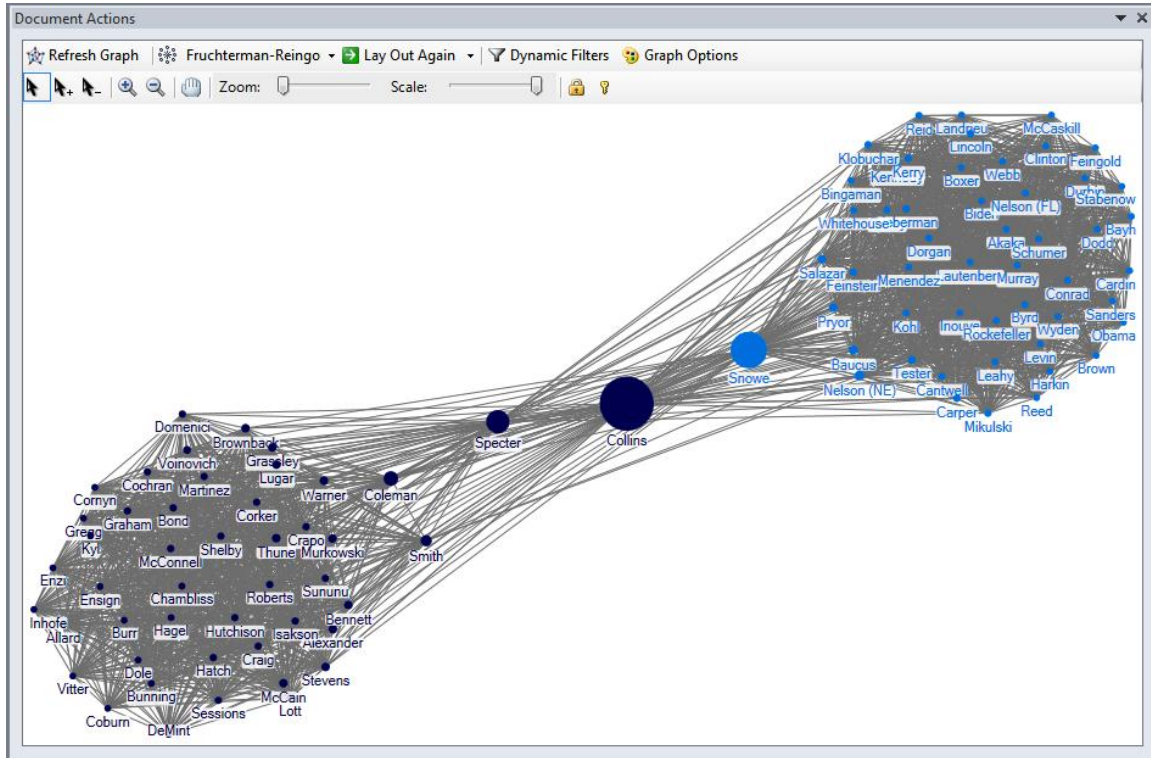 Document Actions
Refresh Graph Fruchterman-Reingo Lay Out Again Dynamic Filters Graph Options
Zoom: Scale:
Reid Landrieu McCaskill
Lincoln
Klobuchar Kerry Clinton Feingold
Kennedy Boxer Webb
Bingaman Durbin Stabenow
Biden Nelson (FL)
Whitehouse Bayh
Akaka Schumer Dodd
Dorgan
Salazar Feinstein Menendez Murray Cardin
Conrad
Pryor Kohl Inouye Byrd Sanders
Rockefeller Wyden Obama
Snowe Baucus Tester Levin
Nelson (NE) Cantwell Leahy Harkin Brown
Carper Reed
Mikulski
Specter Collins
Domenici Brownback
Voinovich Grassley
Cochran Martinez Lugar Warner Coleman
Cornyn
Gregg Graham Bond Corker
Kyl McConnell Shelby Thune Crapo Murkowski Smith
Enzi Ensign Chambliss Roberts Sununu
Inhofe Allard Burr Hagel Hutchison Isakson Bennett
Alexander
Dole Hatch Craig
Vitter Bunning Stevens
McCain
Coburn Sessions Lott
DeMint